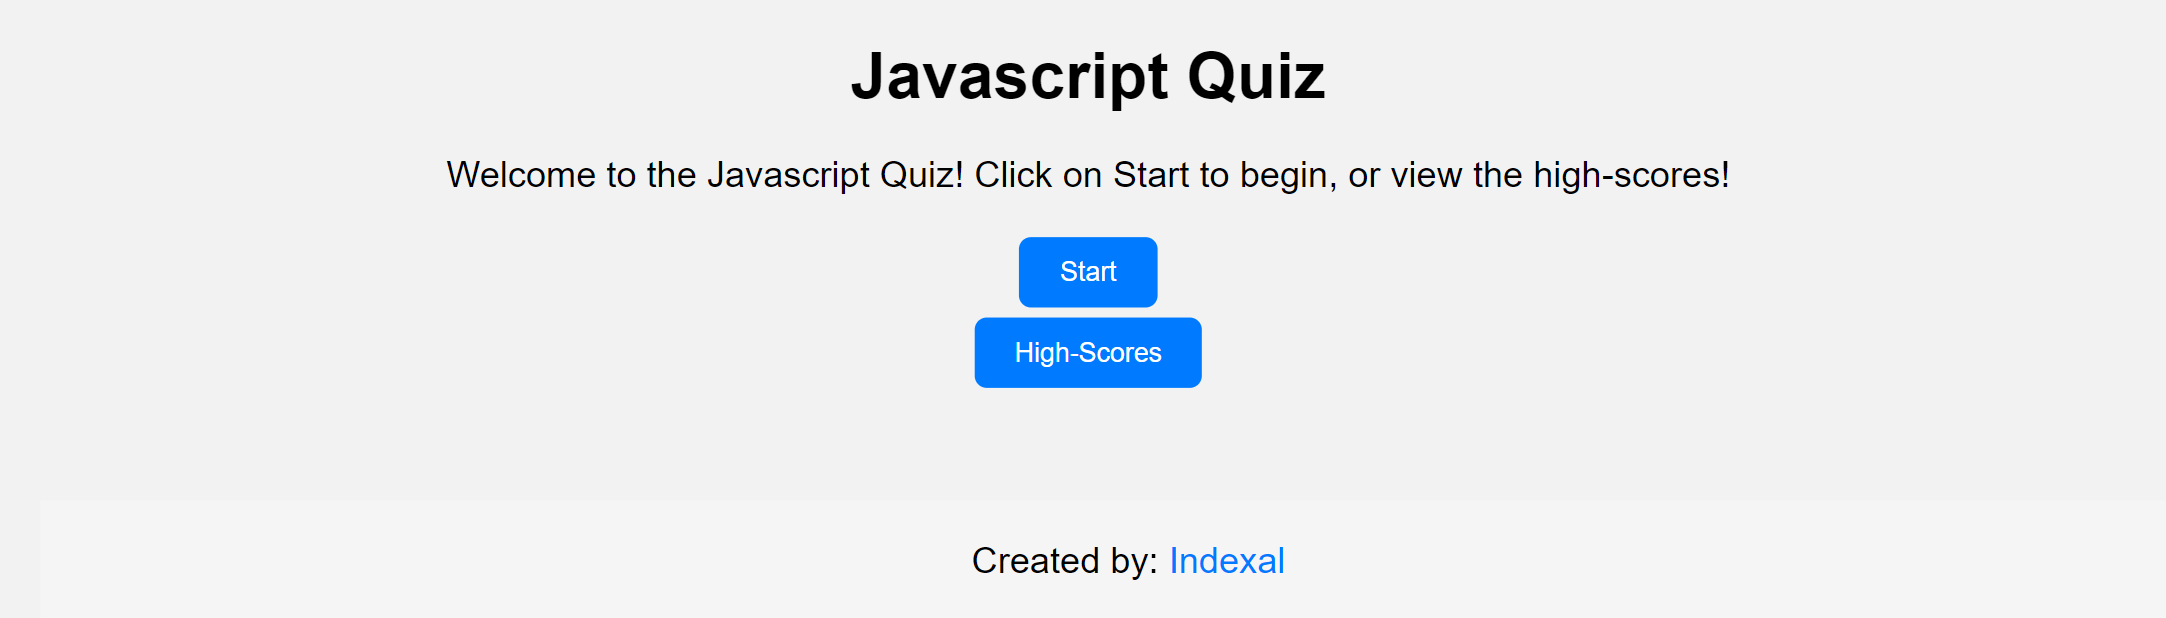 Javascript Quiz
Welcome to the Javascript Quiz! Click on Start to begin, or view the high-scores!
Start
High-Scores
Created by: Indexal